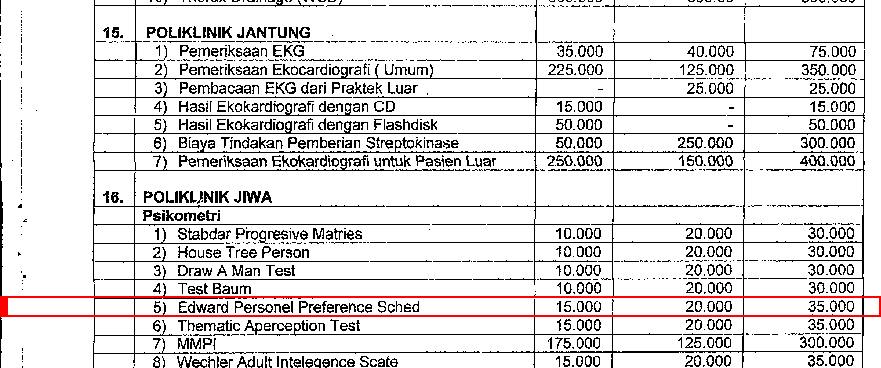 15. POLIKLINIK JANTUNG
1) Pemeriksaan EKG 35.000 40.000 75.000
2) Pemeriksaan Ekocardiografi ( Umum) 225.000 125.000 350.000
3) Pembacaan EKG dari Praktek Luar - 25.000 25.000
4) Hasil Ekokardiografi dengan CD 15.000 - 15.000
5) Hasil Ekokardiografi dengan Flashdisk 50.000 - 50.000
6) Biaya Tindakan Pemberian Streptokinase 50.000 250.000 300.000
7) Pemeriksaan Ekokardiografi untuk Pasien Luar 250.000 150.000 400.000
16. POLIKLINIK JIWA
Psikometri
1) Stabdar Progresive Matries 10.000 20.000 30.000
2) House Tree Person 10.000 20.000 30.000
3) Draw A Man Test 10.000 20.000 30.000
4) Test Baum 10.000 20.000 30.000
5) Edward Personel Preference Sched 15.000 20.000 35.000
6) Thematic Aperception Test 15.000 20.000 35.000
7) MMPI 175.000 125.000 300.000
8) Wechler Adult Intelegence Scate 15.000 20.000 35.000